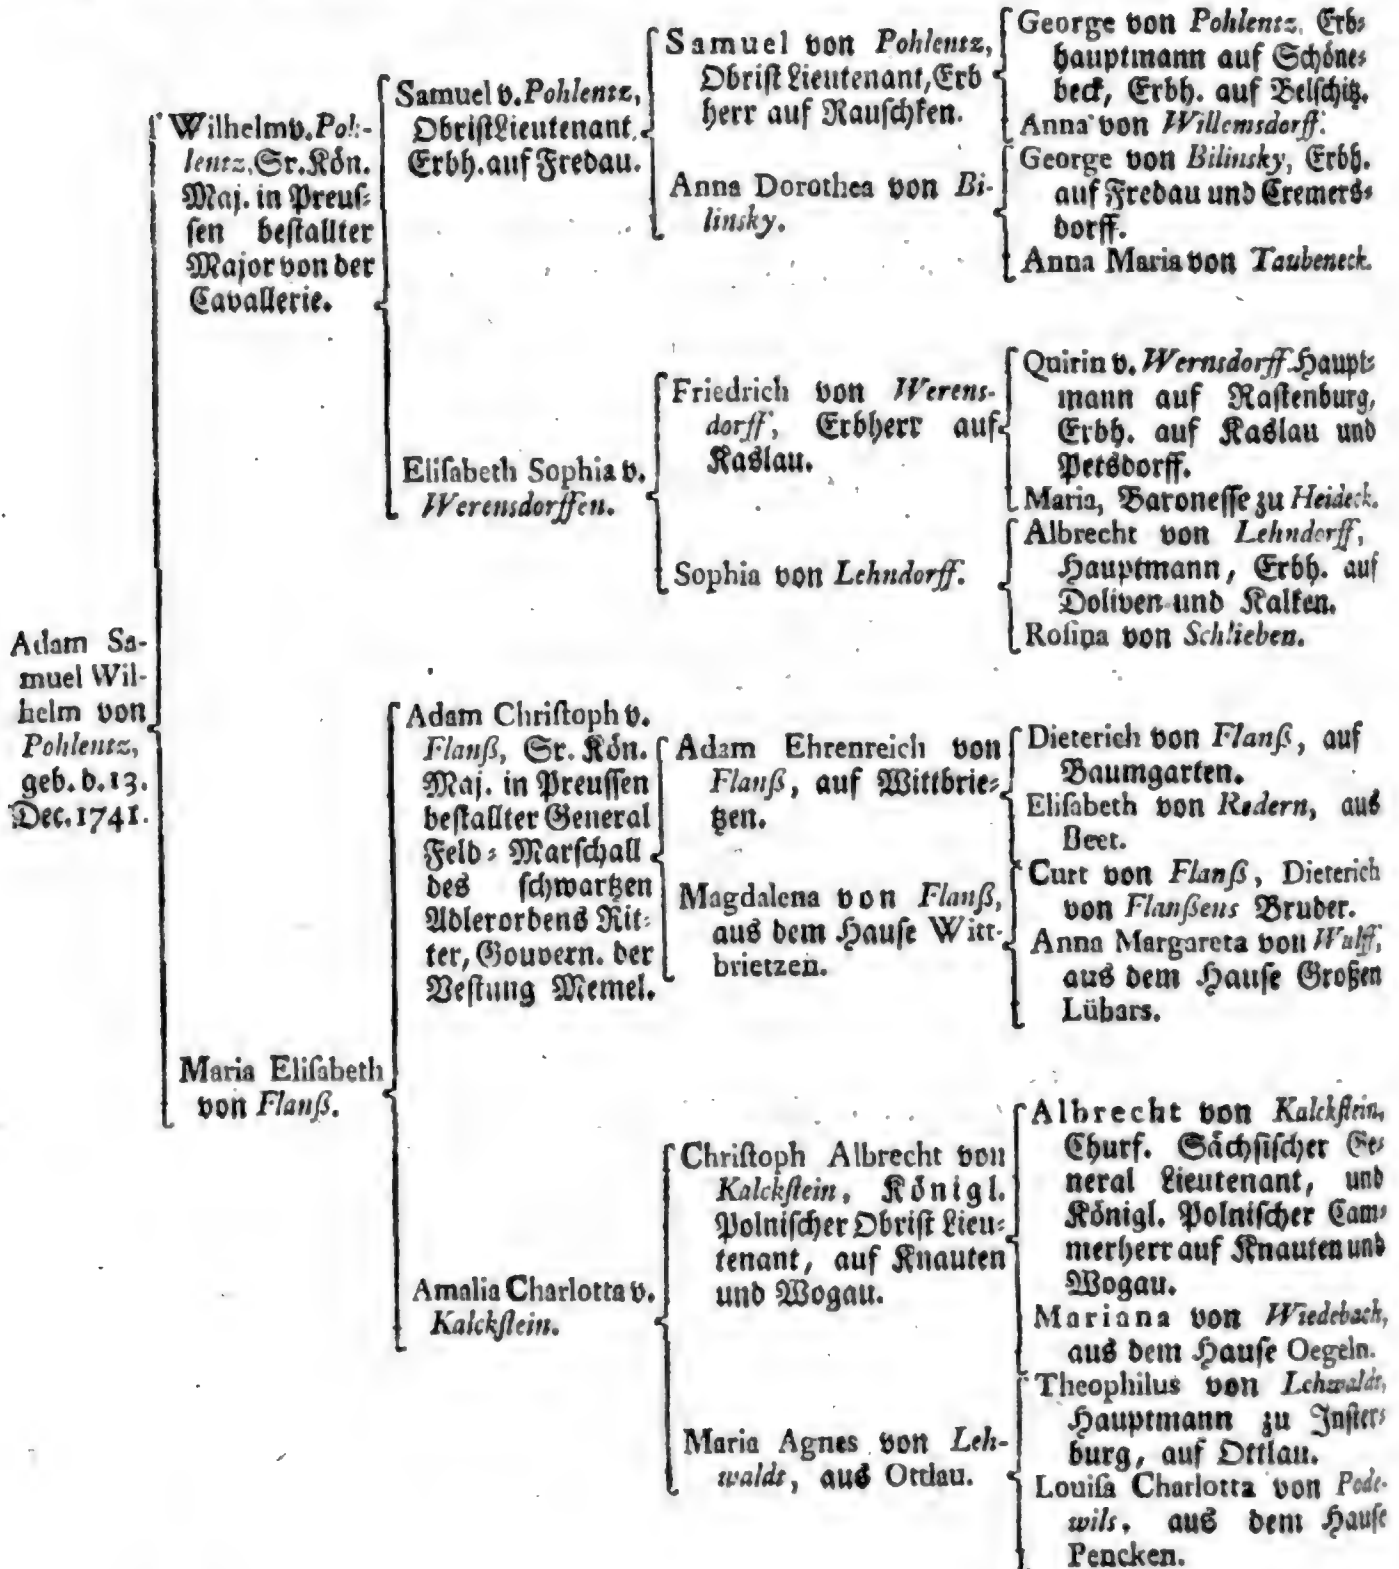 Adam Sa-
muel Wil-
helm von
Pohlentz,
geb. d. 13.
Dec. 1741.
Wilhelm v. Poh-
lentz, Sr. Kön.
Maj. in Preuſ-
ſen beſtallter
Major von der
Cavallerie.
Maria Eliſabeth
von Flanß.
Samuel v. Pohlentz,
Obriſt Lieutenant,
Erbh. auf Fredau.
Eliſabeth Sophia v.
Werensdorffen.
Adam Chriſtoph v.
Flanß, Sr. Kön.
Maj. in Preuſſen
beſtallter General
Feld-Marſchall
des ſchwartzen
Adlerordens Rit-
ter, Gouvern. der
Veſtung Memel.
Amalia Charlotta v.
Kalckſtein.
Samuel von Pohlentz,
Obriſt Lieutenant, Erb
herr auf Rauſchken.
Anna Dorothea von Bi-
linsky.
Friedrich von Werens-
dorff, Erbherr auf
Kaslau.
Sophia von Lehndorff.
Adam Ehrenreich von
Flanß, auf Wittbrie-
tzen.
Magdalena von Flanß,
aus dem Hauſe Witt-
brietzen.
Chriſtoph Albrecht von
Kalckſtein, Königl.
Polniſcher Obriſt Lieu-
tenant, auf Knauten
und Wogau.
Maria Agnes von Leh-
waldt, aus Ottlau.
George von Pohlentz, Erb-
hauptmann auf Schöne-
beck, Erbh. auf Belſchitz.
Anna von Willemsdorff.
George von Bilinsky, Erbh.
auf Fredau und Cremers-
dorff.
Anna Maria von Taubeneck.
Quirin v. Wernsdorff Haupt-
mann auf Raſtenburg,
Erbh. auf Kaslau und
Petsdorff.
Maria, Baroneſſe zu Heideck.
Albrecht von Lehndorff,
Hauptmann, Erbh. auf
Doliven und Kalken.
Roſina von Schlieben.
Dieterich von Flanß, auf
Baumgarten.
Eliſabeth von Redern, aus
Beet.
Curt von Flanß, Dieterich
von Flanßens Bruder.
Anna Margareta von Wulff,
aus dem Hauſe Großen
Lübars.
Albrecht von Kalckſtein,
Churf. Sächſiſcher Ge-
neral Lieutenant, und
Königl. Polniſcher Cam-
merherr auf Knauten und
Wogau.
Mariana von Wiedebach,
aus dem Hauſe Oegeln.
Theophilus von Lehwaldt,
Hauptmann zu Inſter-
burg, auf Ottlau.
Louiſa Charlotta von Pode-
wils, aus dem Hauſe
Pencken.